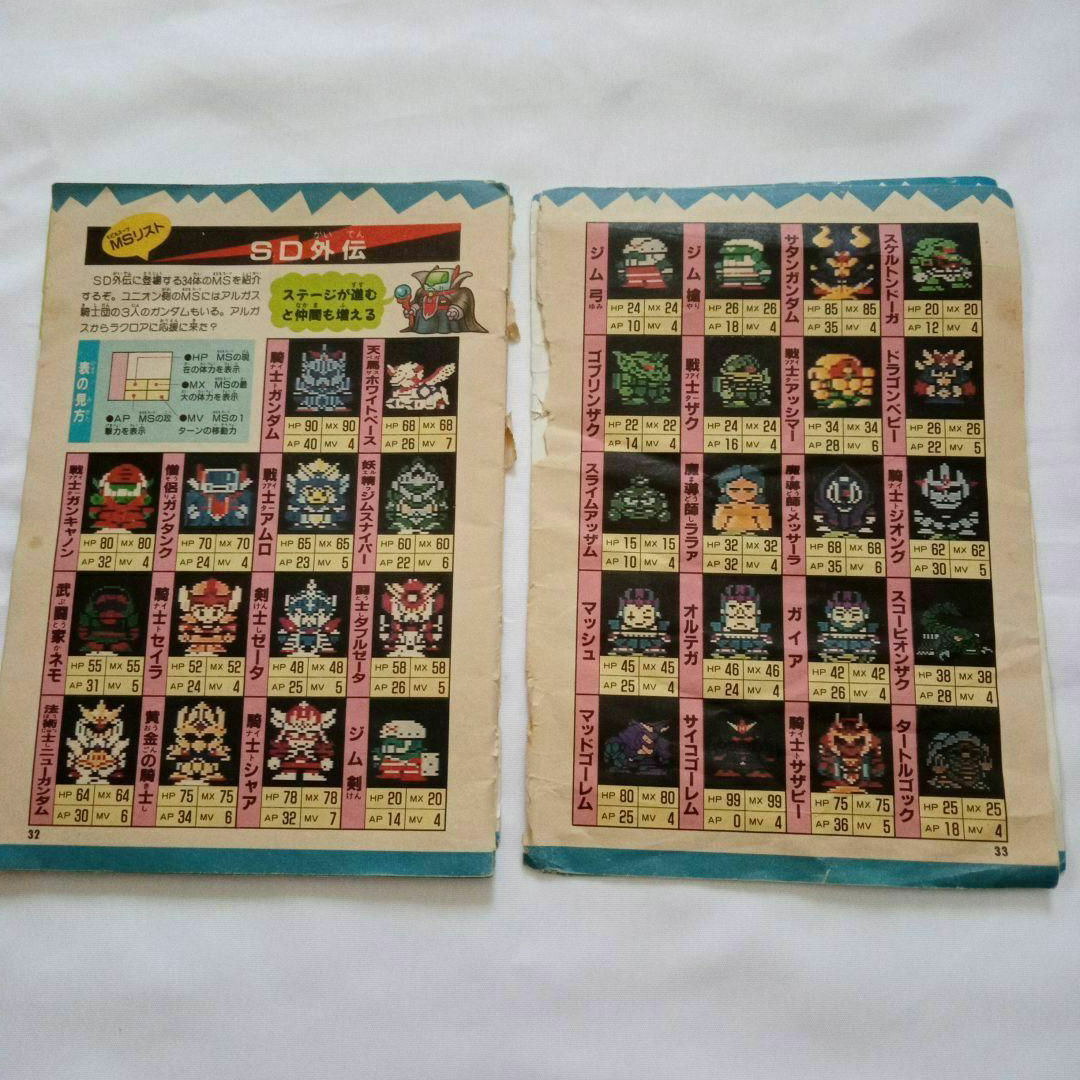 モビルスーツ
MSリスト
SD外伝
がいでん
SD外伝に登場する34体のMSを紹介
するぞ。ユニオン側のMSにはアルガス
騎士団の3人のガンダムもいる。アルガ
スからラクロアに応援に来た？
ステージが進む
と仲間も増える
表の見方
●HP MSの現
在の体力を表示
●MX MSの最
大の体力を表示
●AP MSの攻
撃力を表示
●MV MSの1
ターンの移動力
騎士ガンダム
HP 90 MX 90
AP 40 MV 4
天馬ホワイトベース
HP 68 MX 68
AP 26 MV 7
戦士ガンキャノン
HP 80 MX 80
AP 32 MV 4
僧侶ガンタンク
HP 70 MX 70
AP 24 MV 4
戦士アムロ
HP 65 MX 65
AP 23 MV 5
妖精ジムスナイパー
HP 60 MX 60
AP 22 MV 6
武闘家ネモ
HP 55 MX 55
AP 31 MV 5
騎士セイラ
HP 52 MX 52
AP 24 MV 4
剣士ゼータ
HP 48 MX 48
AP 25 MV 5
闘士ダブルゼータ
HP 58 MX 58
AP 26 MV 5
法術士ニューガンダム
HP 64 MX 64
AP 30 MV 6
黄金の騎士
HP 75 MX 75
AP 34 MV 6
騎士シャア
HP 78 MX 78
AP 32 MV 7
ジム剣
HP 20 MX 20
AP 14 MV 4
32
ジム弓
HP 24 MX 24
AP 10 MV 4
ジム槍
HP 26 MX 26
AP 18 MV 4
サタンガンダム
HP 85 MX 85
AP 35 MV 4
スケルトンドーガ
HP 20 MX 20
AP 12 MV 4
ゴブリンザク
HP 22 MX 22
AP 14 MV 4
戦士ザク
HP 24 MX 24
AP 16 MV 4
戦士アッシマー
HP 34 MX 34
AP 28 MV 6
ドラゴンベビー
HP 26 MX 26
AP 22 MV 5
スライムアッザム
HP 15 MX 15
AP 10 MV 4
魔導師ララァ
HP 32 MX 32
AP 32 MV 4
魔導師メッサーラ
HP 68 MX 68
AP 35 MV 6
騎士ジオング
HP 62 MX 62
AP 30 MV 5
マッシュ
HP 45 MX 45
AP 25 MV 4
オルテガ
HP 46 MX 46
AP 24 MV 4
ガイア
HP 42 MX 42
AP 26 MV 4
スコーピオンザク
HP 38 MX 38
AP 28 MV 4
マッドゴーレム
HP 80 MX 80
AP 25 MV 4
サイコゴーレム
HP 99 MX 99
AP 0 MV 4
騎士サザビー
HP 75 MX 75
AP 36 MV 5
タートルゴック
HP 25 MX 25
AP 18 MV 4
33